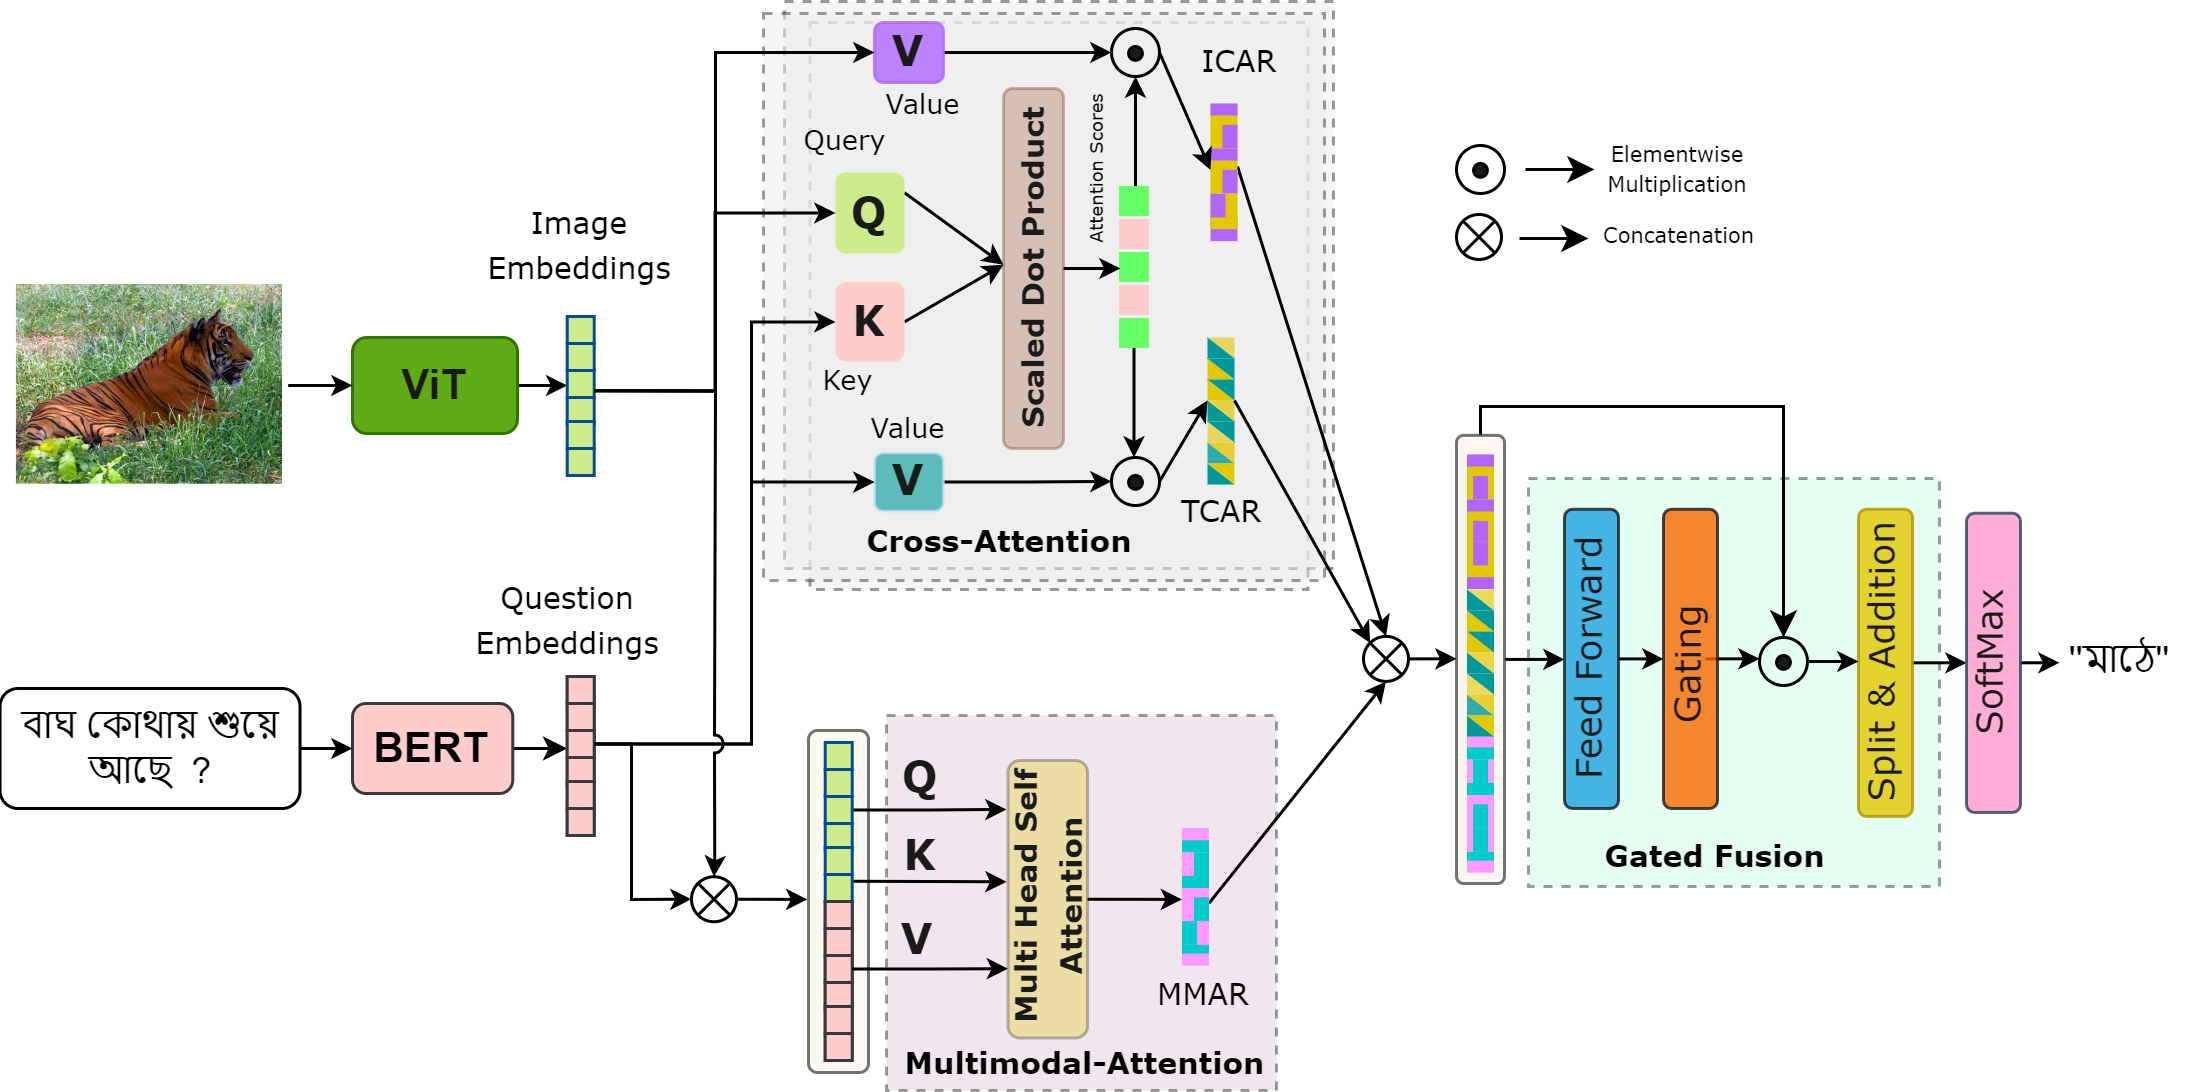 V
Value
Query
Q
K
Key
Value
V
Scaled Dot Product
Attention Scores
ICAR
TCAR
Cross-Attention
Elementwise
Multiplication
Concatenation
Image
Embeddings
ViT
Question
Embeddings
বাঘ কোথায় শুয়ে
আছে ?
BERT
Q
K
V
Multi Head Self
Attention
MMAR
Multimodal-Attention
Feed Forward
Gating
Split & Addition
Gated Fusion
SoftMax
"মাঠে"